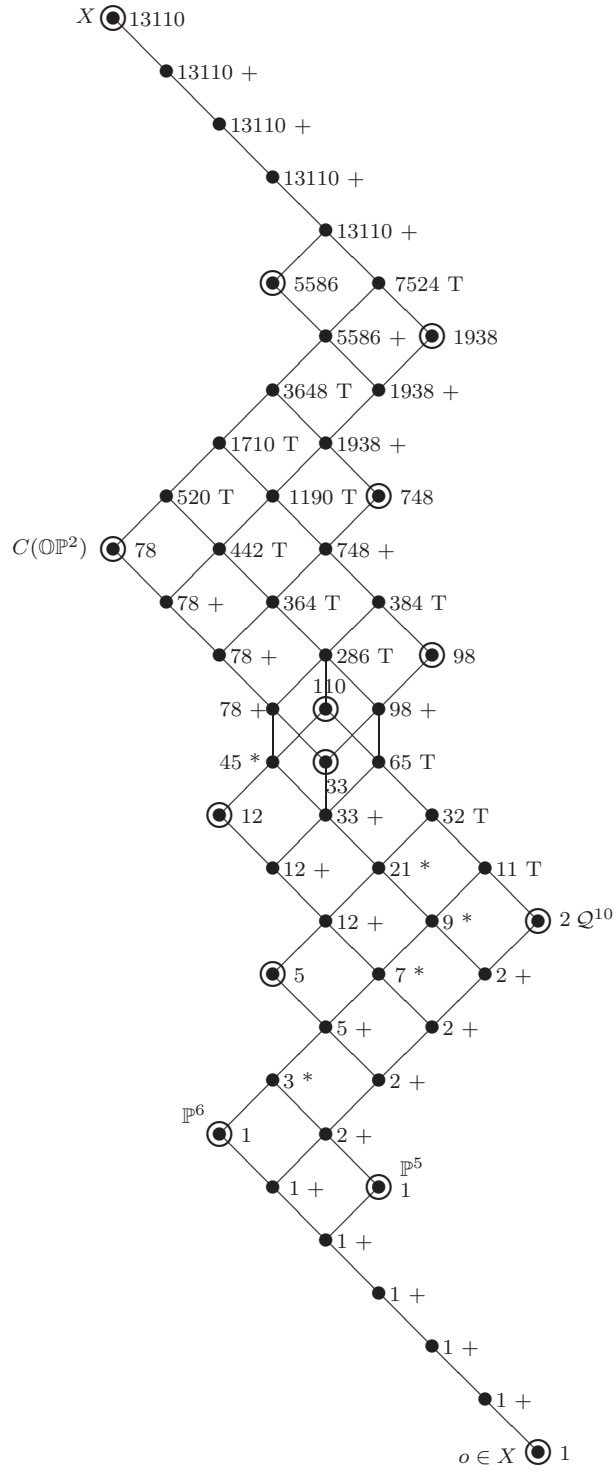 X 13110
13110 +
13110 +
13110 +
13110 +
5586 7524 T
5586 + 1938
3648 T 1938 +
1710 T 1938 +
520 T 1190 T 748
C(𝕆ℙ²) 78 442 T 748 +
78 + 364 T 384 T
78 + 286 T 98
110
78 + 98 +
45 * 65 T
33
12 33 + 32 T
12 + 21 * 11 T
12 + 9 * 2 𝒬¹⁰
5 7 * 2 +
5 + 2 +
3 * 2 +
ℙ⁶
1 2 +
ℙ⁵
1 + 1
1 +
1 +
1 +
1 +
o ∈ X 1